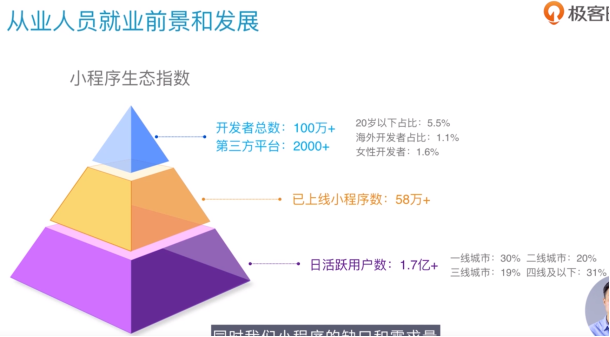 从业人员就业前景和发展
极客
小程序生态指数
开发者总数：100万+
第三方平台：2000+
20岁以下占比：5.5%
海外开发者占比：1.1%
女性开发者：1.6%
已上线小程序数：58万+
日活跃用户数：1.7亿+
一线城市：30% 二线城市：20%
三线城市：19% 四线及以下：31%
同时我们小程序的缺口和需求量